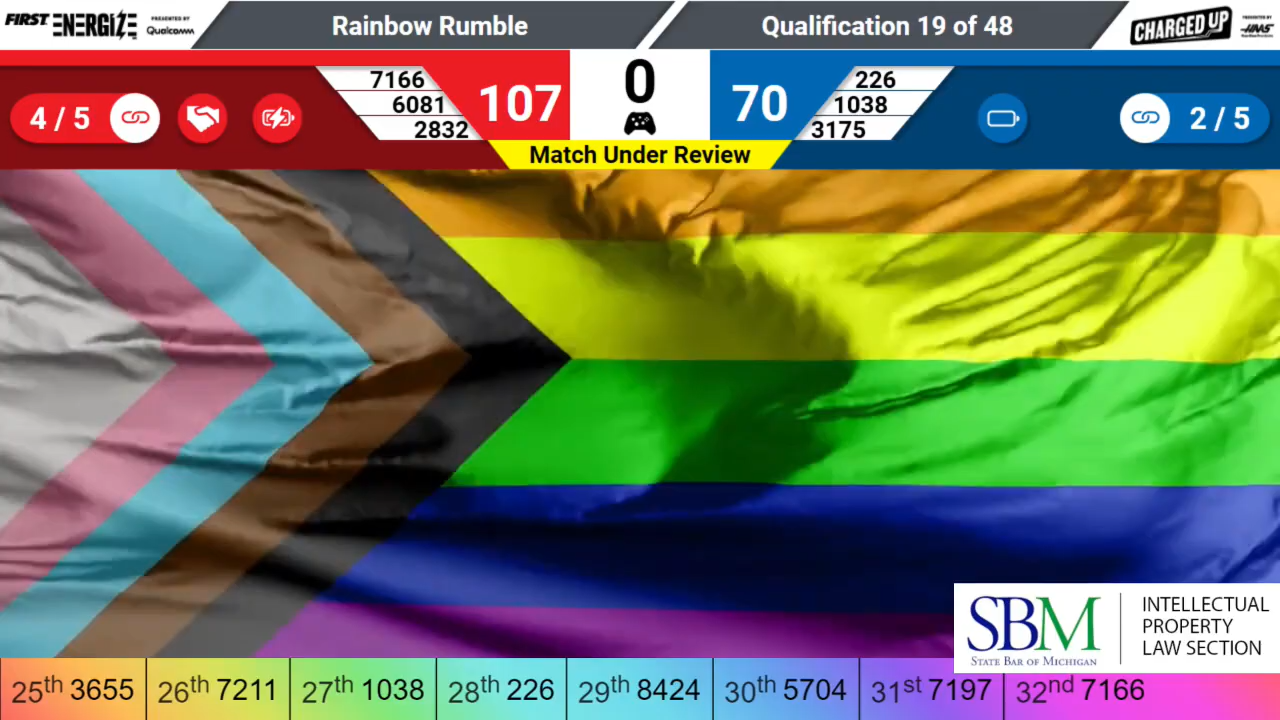 FIRST ENERGIZE PRESENTED BY Qualcomm
Rainbow Rumble
Qualification 19 of 48
CHARGED UP PRESENTED BY HAAS
4 / 5
7166
6081
2832
107
0
70
226
1038
3175
2 / 5
Match Under Review
SBM
STATE BAR OF MICHIGAN
INTELLECTUAL
PROPERTY
LAW SECTION
25th 3655 26th 7211 27th 1038 28th 226 29th 8424 30th 5704 31st 7197 32nd 7166